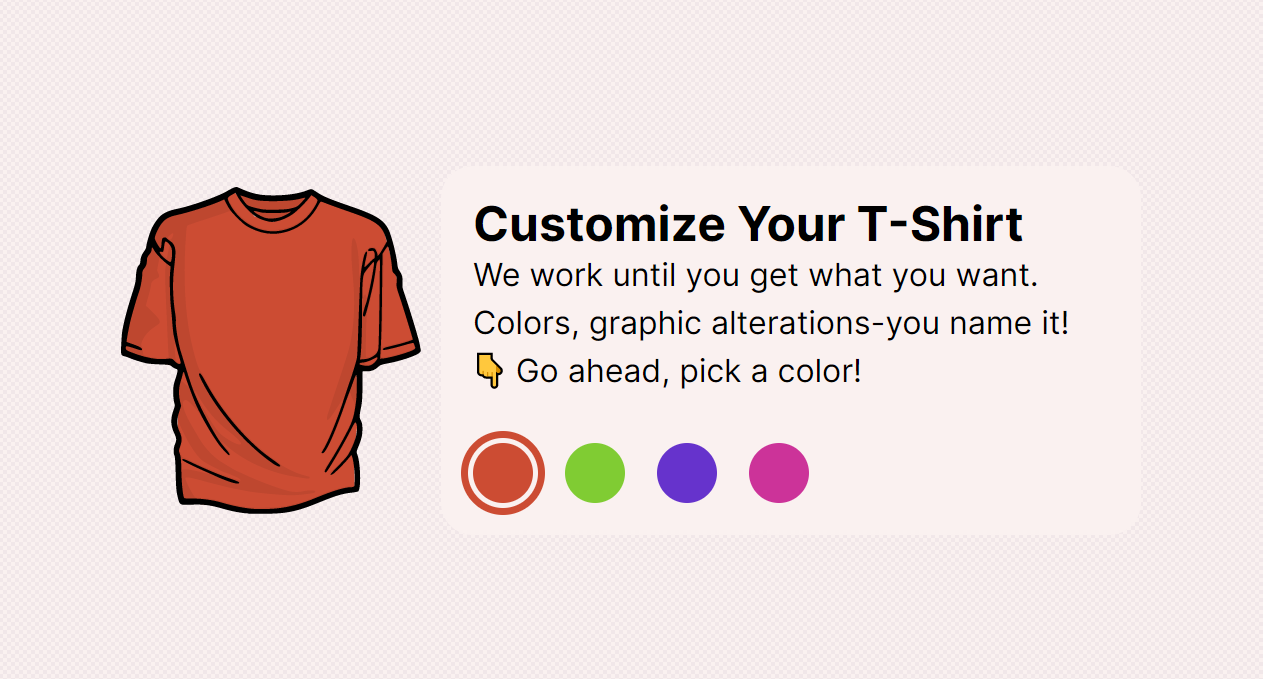 Customize Your T-Shirt
We work until you get what you want.
Colors, graphic alterations-you name it!
👇 Go ahead, pick a color!